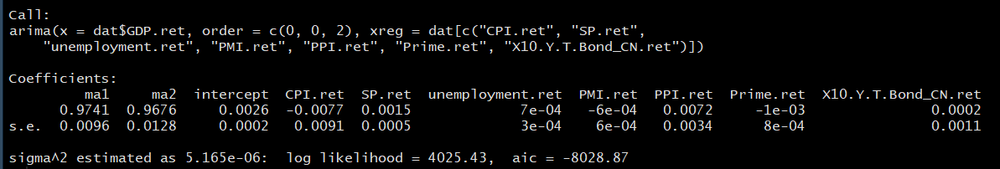 Call:
arima(x = dat$GDP.ret, order = c(0, 0, 2), xreg = dat[c("CPI.ret", "SP.ret",
    "unemployment.ret", "PMI.ret", "PPI.ret", "Prime.ret", "X10.Y.T.Bond_CN.ret")])
Coefficients:
         ma1     ma2  intercept  CPI.ret  SP.ret  unemployment.ret  PMI.ret  PPI.ret  Prime.ret  X10.Y.T.Bond_CN.ret
      0.9741  0.9676     0.0026  -0.0077  0.0015             7e-04   -6e-04   0.0072     -1e-03               0.0002
s.e.  0.0096  0.0128     0.0002   0.0091  0.0005             3e-04    6e-04   0.0034      8e-04               0.0011
sigma^2 estimated as 5.165e-06:  log likelihood = 4025.43,  aic = -8028.87